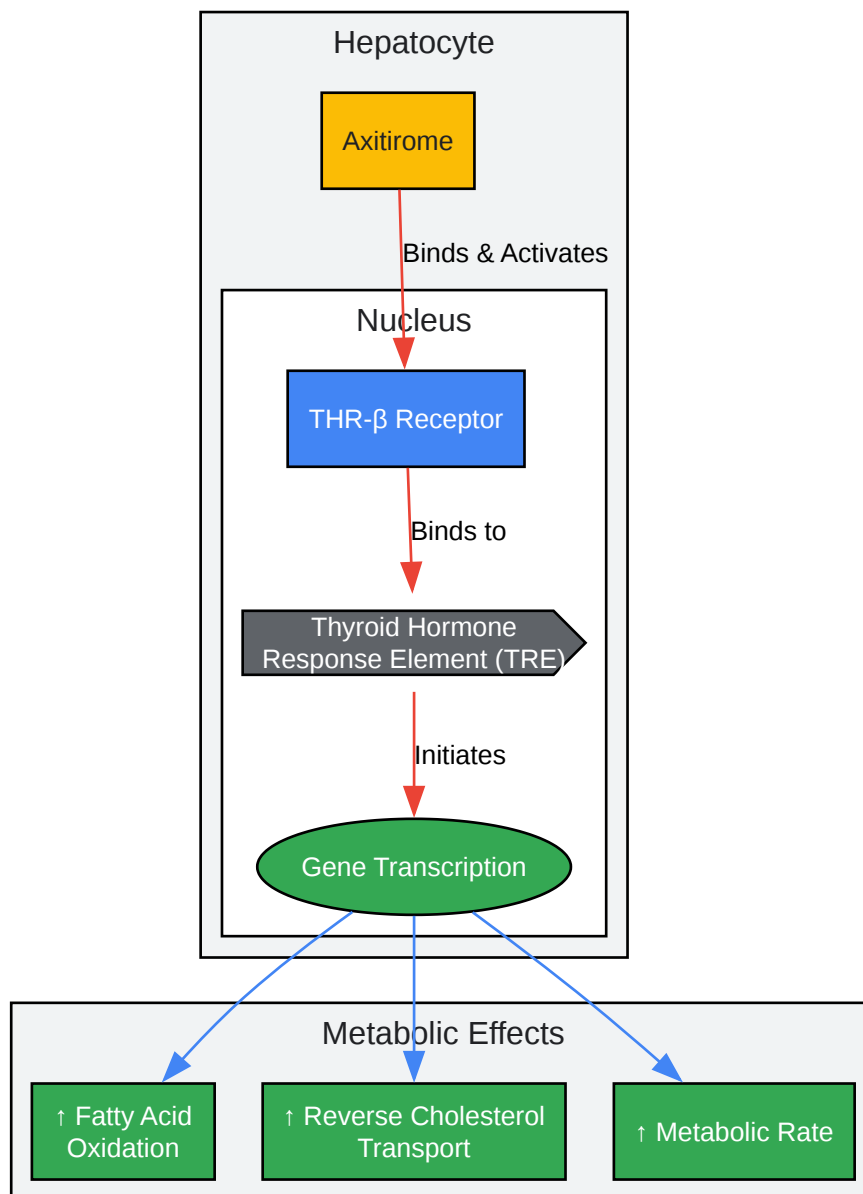 Hepatocyte
Axitirome
Binds & Activates
Nucleus
THR-β Receptor
Binds to
Thyroid Hormone
Response Element (TRE)
Initiates
Gene Transcription
Metabolic Effects
↑ Fatty Acid
Oxidation
↑ Reverse Cholesterol
Transport
↑ Metabolic Rate